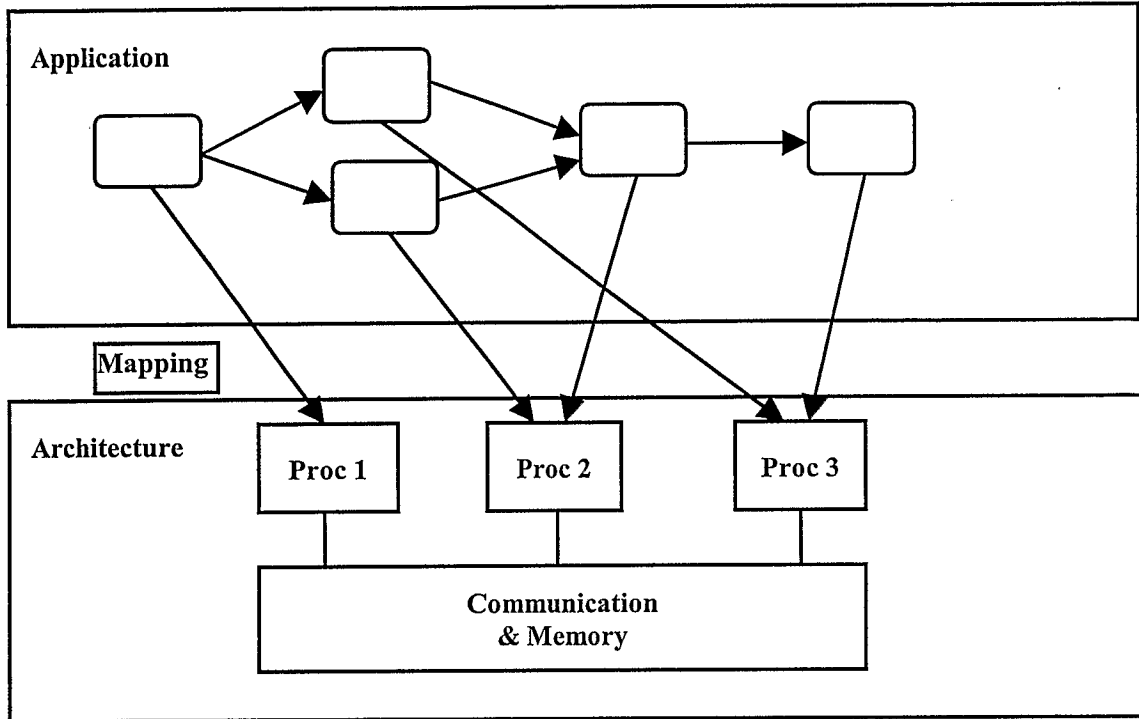 Application
Mapping
Architecture
Proc 1
Proc 2
Proc 3
Communication
& Memory